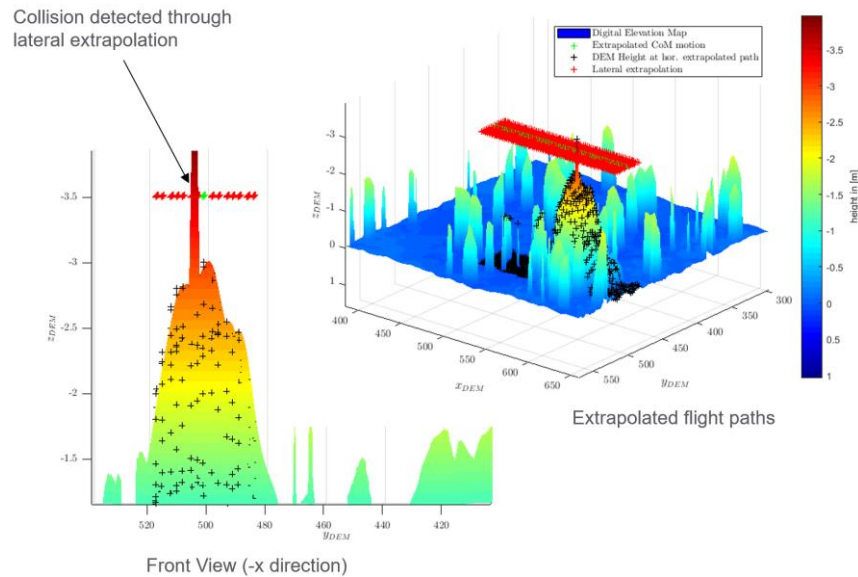 Collision detected through
lateral extrapolation
Digital Elevation Map
Extrapolated CoM motion
DEM Height at hor. extrapolated path
Lateral extrapolation
-3.5
-3
-2.5
-2
-1.5
z_DEM
520
500
480
460
440
420
y_DEM
Front View (-x direction)
-3
-2
-1
0
1
z_DEM
400
450
500
550
600
650
x_DEM
550
500
450
400
350
300
y_DEM
Extrapolated flight paths
-3.5
-3
-2.5
-2
-1.5
-1
-0.5
0
0.5
1
height in [m]